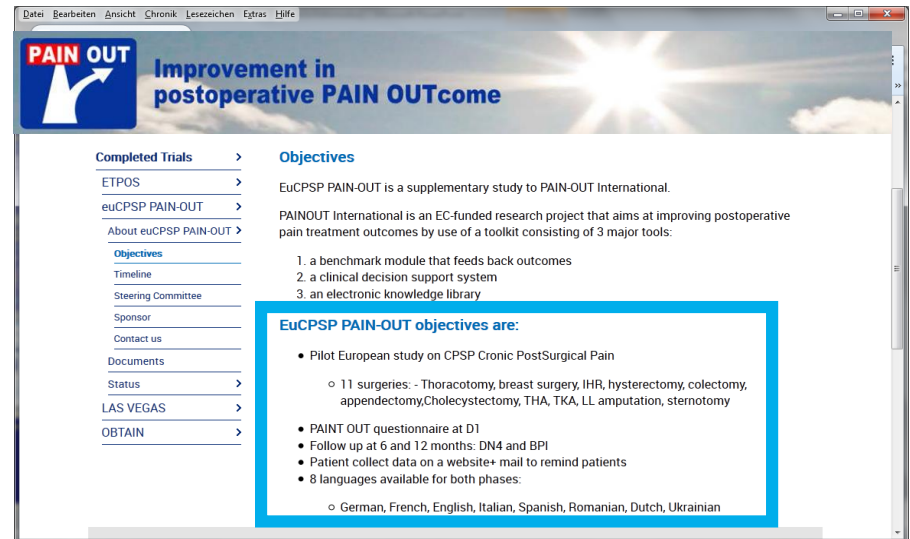 Datei Bearbeiten Ansicht Chronik Lesezeichen Extras Hilfe
PAIN OUT
Improvement in
postoperative PAIN OUTcome
Completed Trials
ETPOS
euCPSP PAIN-OUT
About euCPSP PAIN-OUT
Objectives
Timeline
Steering Committee
Sponsor
Contact us
Documents
Status
LAS VEGAS
OBTAIN
Objectives
EuCPSP PAIN-OUT is a supplementary study to PAIN-OUT International.
PAINOUT International is an EC-funded research project that aims at improving postoperative
pain treatment outcomes by use of a toolkit consisting of 3 major tools:
1. a benchmark module that feeds back outcomes
2. a clinical decision support system
3. an electronic knowledge library
EuCPSP PAIN-OUT objectives are:
• Pilot European study on CPSP Cronic PostSurgical Pain
○ 11 surgeries: - Thoracotomy, breast surgery, IHR, hysterectomy, colectomy,
appendectomy,Cholecystectomy, THA, TKA, LL amputation, sternotomy
• PAINT OUT questionnaire at D1
• Follow up at 6 and 12 months: DN4 and BPI
• Patient collect data on a website+ mail to remind patients
• 8 languages available for both phases:
○ German, French, English, Italian, Spanish, Romanian, Dutch, Ukrainian